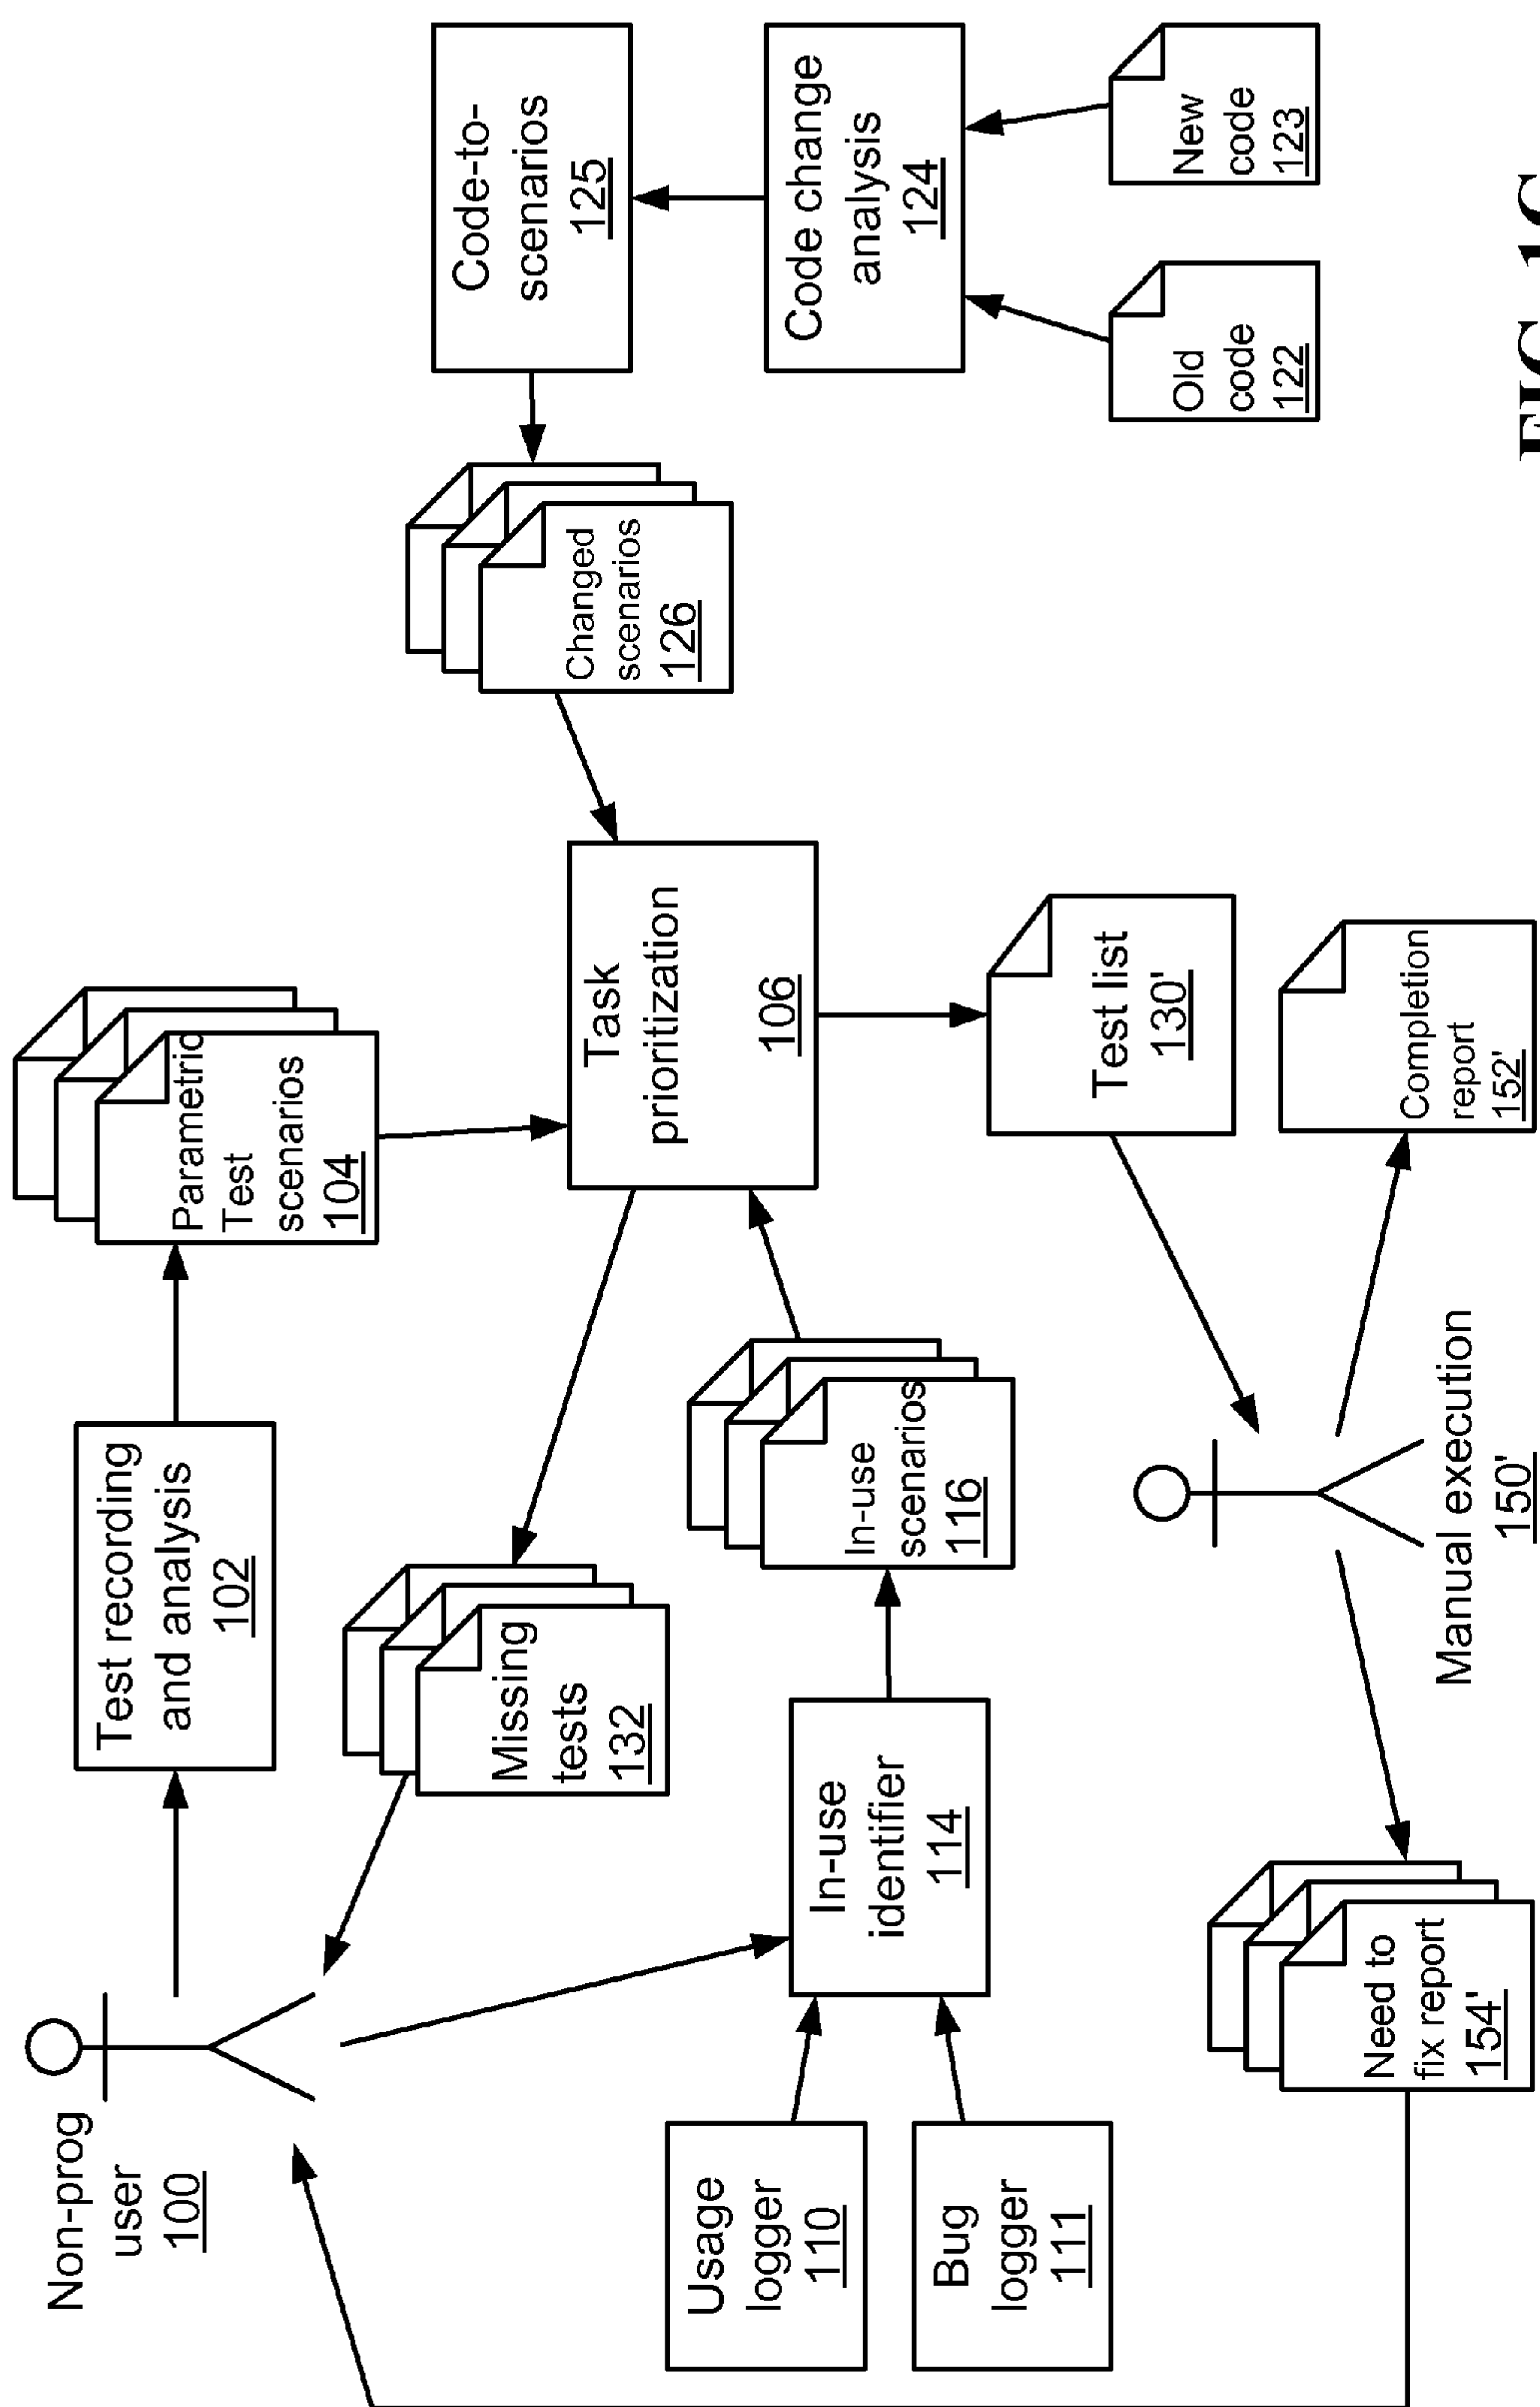 Non-prog
user
100
Test recording
and analysis
102
Parametric
Test
scenarios
104
Missing
tests
132
Task
prioritization
106
Changed
scenarios
126
Code-to-
scenarios
125
Usage
logger
110
Bug
logger
111
In-use
identifier
114
In-use
scenarios
116
Code change
analysis
124
Test list
130'
Old
code
122
New
code
123
Need to
fix report
154'
Manual execution
150'
Completion
report
152'
FIG. 1C